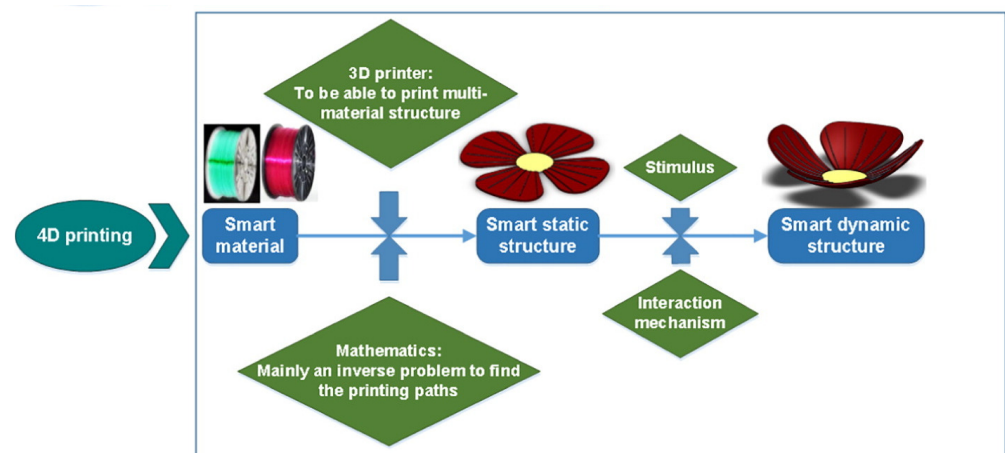 3D printer:
To be able to print multi-
material structure
Stimulus
4D printing
Smart
material
Smart static
structure
Smart dynamic
structure
Interaction
mechanism
Mathematics:
Mainly an inverse problem to find
the printing paths